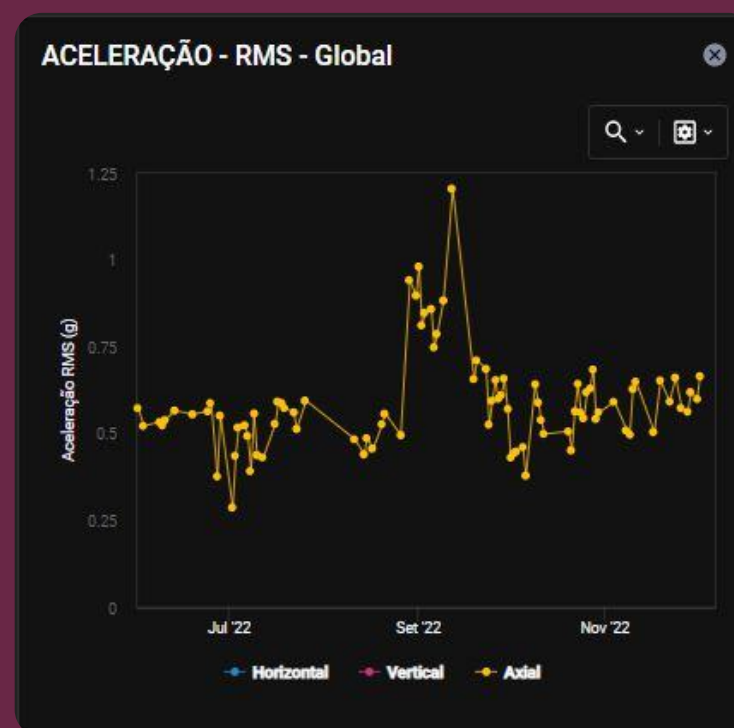 ACELERAÇÃO - RMS - Global
1.25
1
0.75
0.5
0.25
0
Aceleração RMS (g)
Jul '22 Set '22 Nov '22
Horizontal Vertical Axial